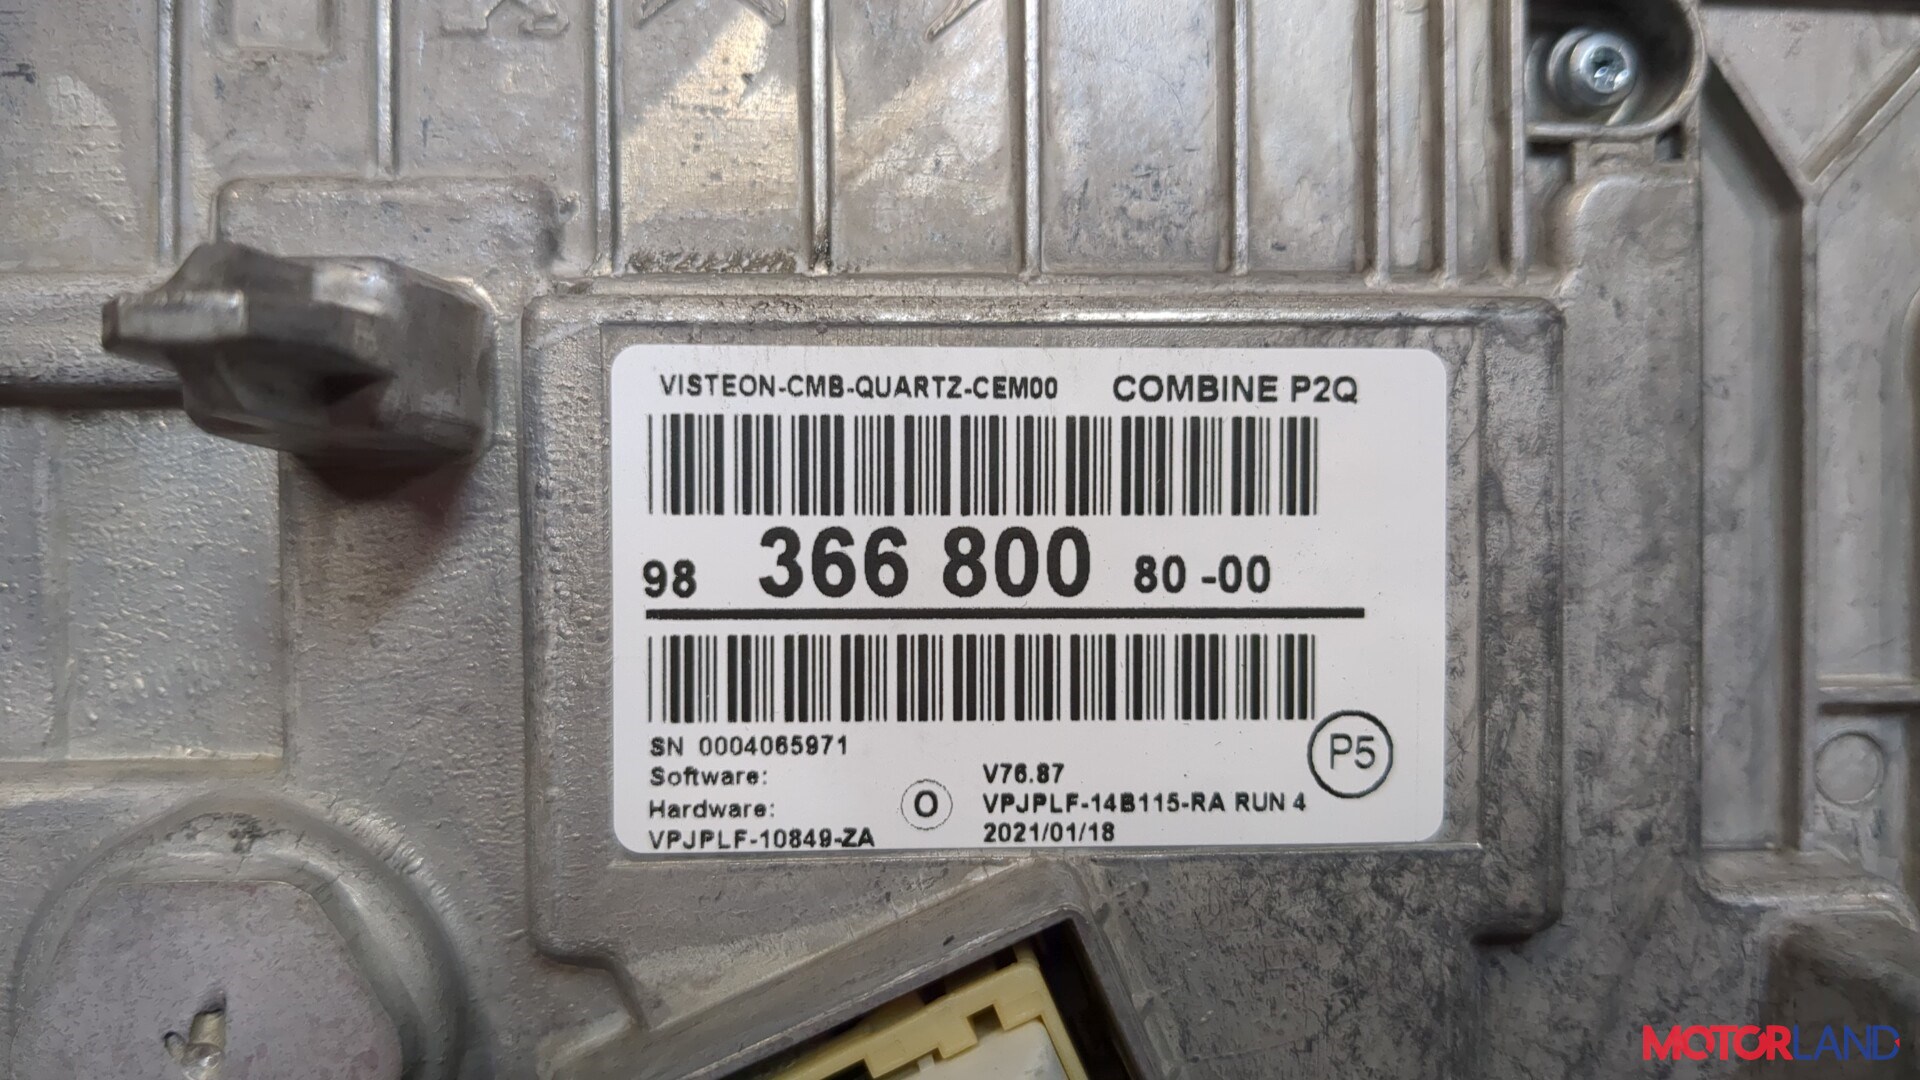 VISTEON-CMB-QUARTZ-CEM00 COMBINE P2Q
98 366 800 80 -00
SN 0004065971
P5
Software: V76.87
Hardware: O VPJPLF-14B115-RA RUN 4
VPJPLF-10849-ZA 2021/01/18
MOTORLAND